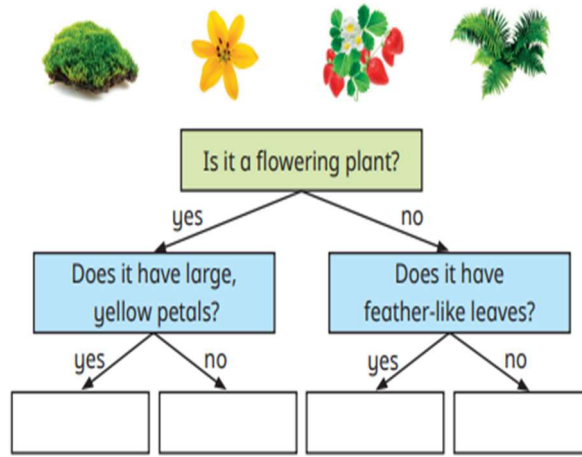 Is it a flowering plant?
yes
no
Does it have large,
yellow petals?
Does it have
feather-like leaves?
yes
no
yes
no